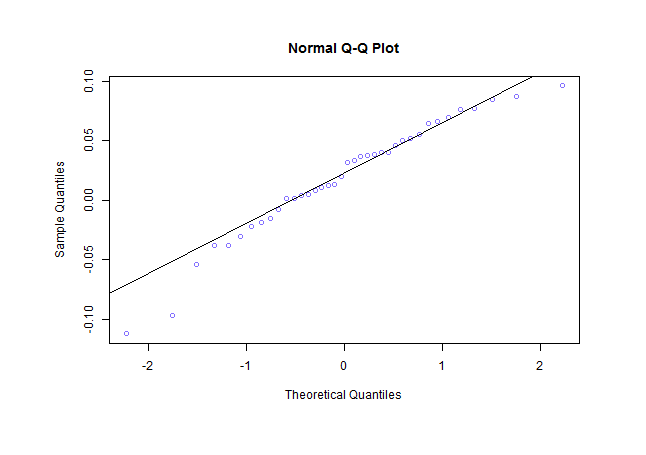 Normal Q-Q Plot
0.10
0.05
0.00
-0.05
-0.10
Sample Quantiles
-2 -1 0 1 2
Theoretical Quantiles